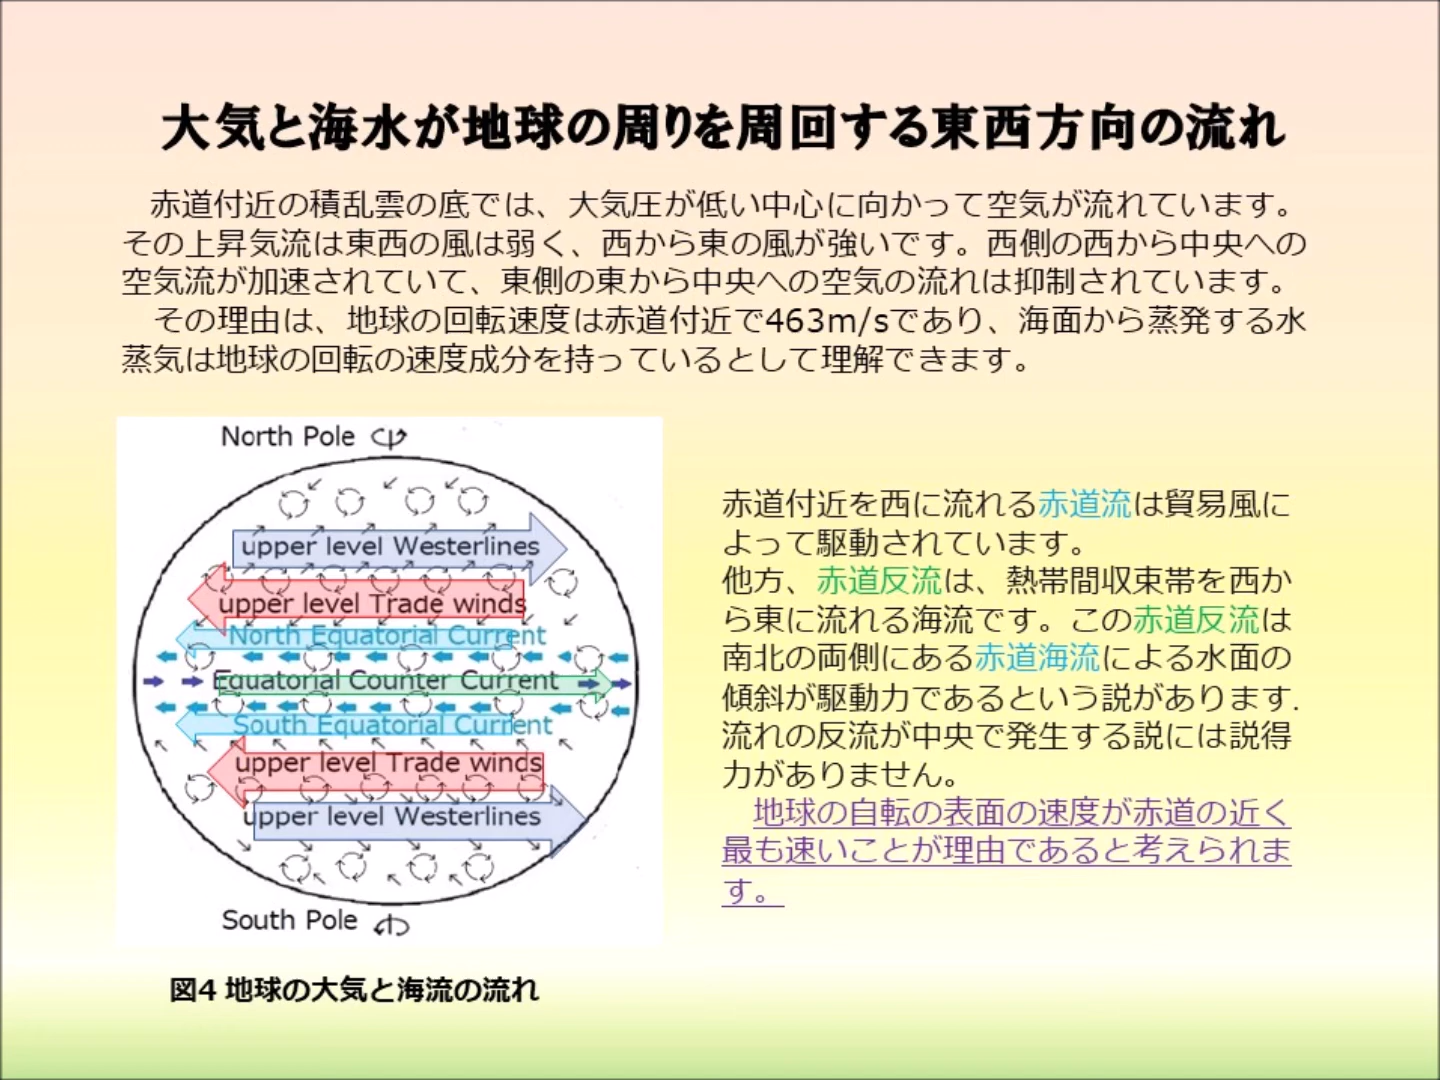 大気と海水が地球の周りを周回する東西方向の流れ
赤道付近の積乱雲の底では、大気圧が低い中心に向かって空気が流れています。
その上昇気流は東西の風は弱く、西から東の風が強いです。西側の西から中央への
空気流が加速されていて、東側の東から中央への空気の流れは抑制されています。
その理由は、地球の回転速度は赤道付近で463m/sであり、海面から蒸発する水
蒸気は地球の回転の速度成分を持っているとして理解できます。
North Pole
upper level Westerlines
upper level Trade winds
North Equatorial Current
Equatorial Counter Current
South Equatorial Current
upper level Trade winds
upper level Westerlines
South Pole
図4 地球の大気と海流の流れ
赤道付近を西に流れる赤道流は貿易風に
よって駆動されています。
他方、赤道反流は、熱帯間収束帯を西か
ら東に流れる海流です。この赤道反流は
南北の両側にある赤道海流による水面の
傾斜が駆動力であるという説があります.
流れの反流が中央で発生する説には説得
力がありません。
地球の自転の表面の速度が赤道の近く
最も速いことが理由であると考えられま
す。